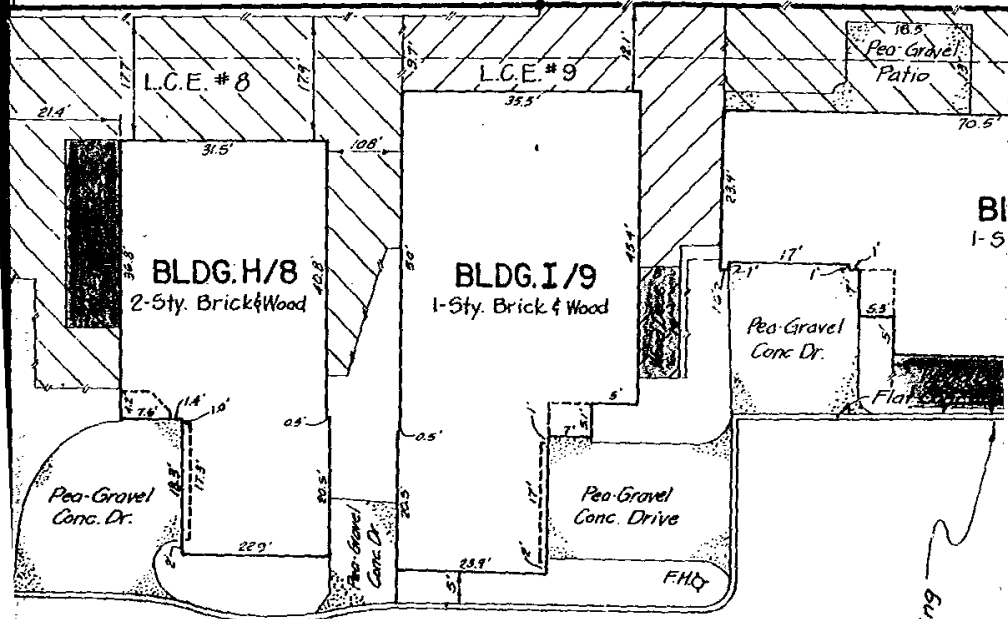 18.5
Pea-Gravel
Patio
17.7'
L.C.E. #8
17.9'
9.7'
L.C.E. #9
18.1'
21.4'
31.5'
10.8
35.5'
70.5'
23.9'
36.8'
BLDG. H/8
2-Sty. Brick & Wood
40.8'
50'
BLDG. I/9
1-Sty. Brick & Wood
45.4'
1-S
17'
1'
1'
2.1'
Pea-Gravel
Conc Dr.
5.5'
5'
4.2'
7.6'
1.4'
1.0'
0.5'
0.5'
1'
7'
5.1'
5'
Pea-Gravel
Conc. Dr.
18.3'
17.3'
20.5'
Pea-Gravel
Conc. Dr.
20.5
17'
Pea-Gravel
Conc. Drive
2'
22.9'
23.9'
2'
5'
F.H.